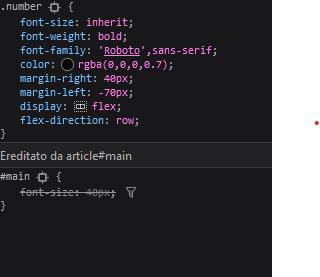 .number {
font-size: inherit;
font-weight: bold;
font-family: 'Roboto',sans-serif;
color: rgba(0,0,0,0.7);
margin-right: 40px;
margin-left: -70px;
display: flex;
flex-direction: row;
}
Ereditato da article#main
#main {
font-size: 40px;
}